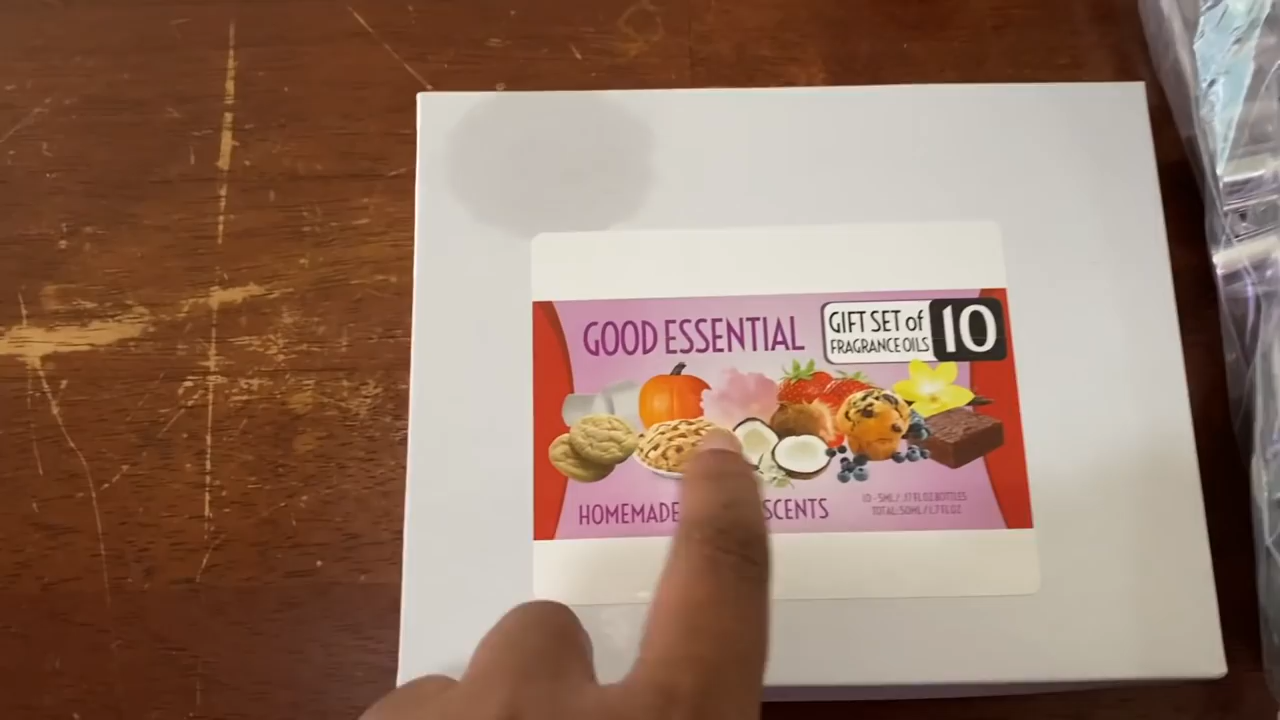 GOOD ESSENTIAL
GIFT SET of
FRAGRANCE OILS
10
HOMEMADE SCENTS
10 - 5ML / .17 FL OZ BOTTLES
TOTAL: 50ML / 1.7 FL OZ